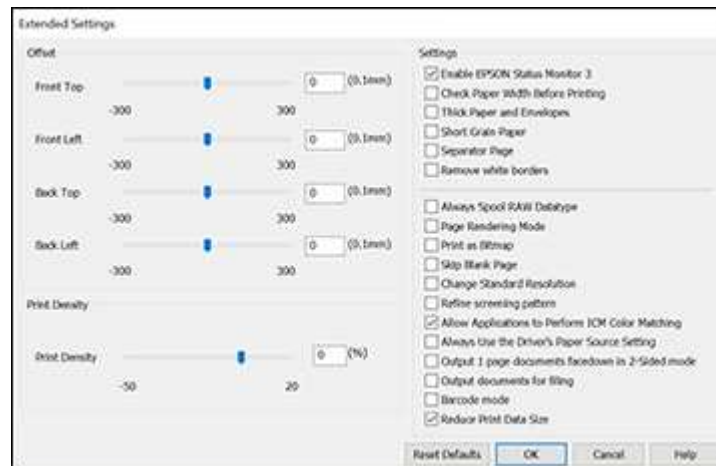 Extended Settings
Offset
Front Top
0
(0.1mm)
-300
300
Front Left
0
(0.1mm)
-300
300
Back Top
0
(0.1mm)
-300
300
Back Left
0
(0.1mm)
-300
300
Print Density
Print Density
0
(%)
-50
20
Settings
Enable EPSON Status Monitor 3
Check Paper Width Before Printing
Thick Paper and Envelopes
Short Grain Paper
Separator Page
Remove white borders
Always Spool RAW Datatype
Page Rendering Mode
Print as Bitmap
Skip Blank Page
Change Standard Resolution
Refine screening pattern
Allow Applications to Perform ICM Color Matching
Always Use the Driver's Paper Source Setting
Output 1 page documents facedown in 2-Sided mode
Output documents for filing
Barcode mode
Reduce Print Data Size
Reset Defaults
OK
Cancel
Help